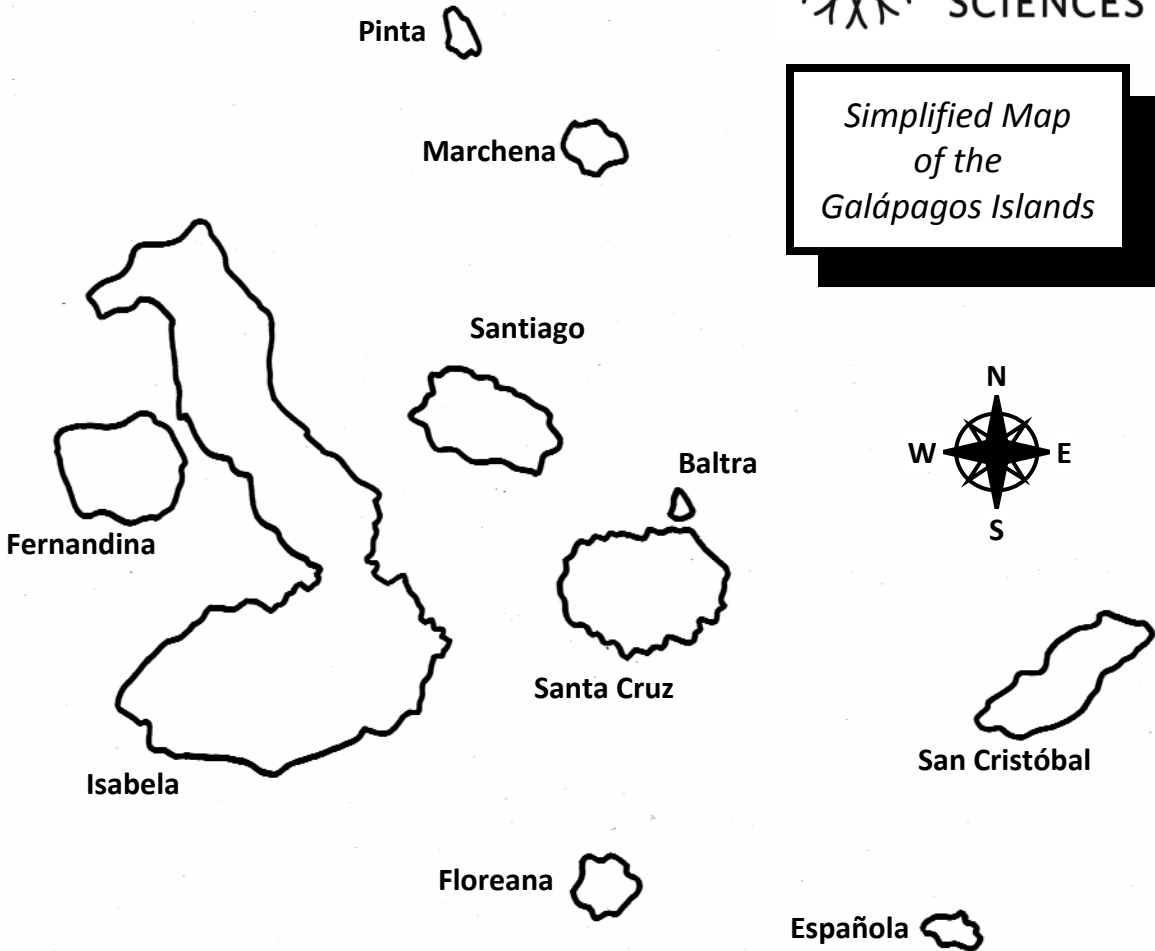 SCIENCES
Pinta
Simplified Map
of the
Galápagos Islands
Marchena
Santiago
N
W
E
S
Baltra
Fernandina
Santa Cruz
San Cristóbal
Isabela
Floreana
Española